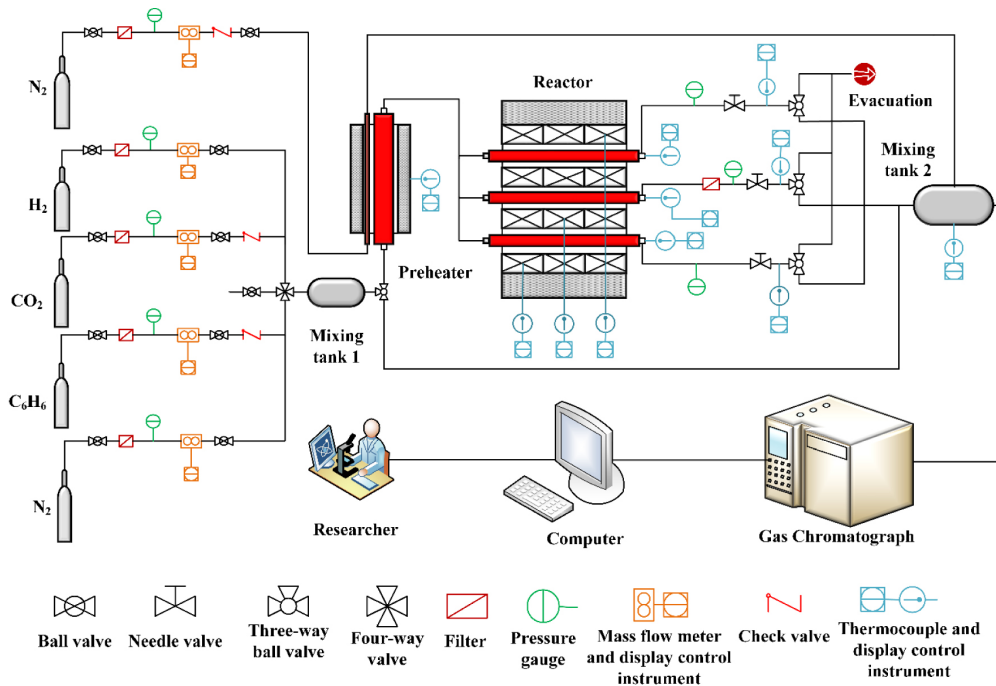 N₂
H₂
CO₂
C₆H₆
N₂
Mixing
tank 1
Preheater
Reactor
Evacuation
Mixing
tank 2
Researcher
Computer
Gas Chromatograph
Ball valve
Needle valve
Three-way
ball valve
Four-way
valve
Filter
Pressure
gauge
Mass flow meter
and display control
instrument
Check valve
Thermocouple and
display control
instrument